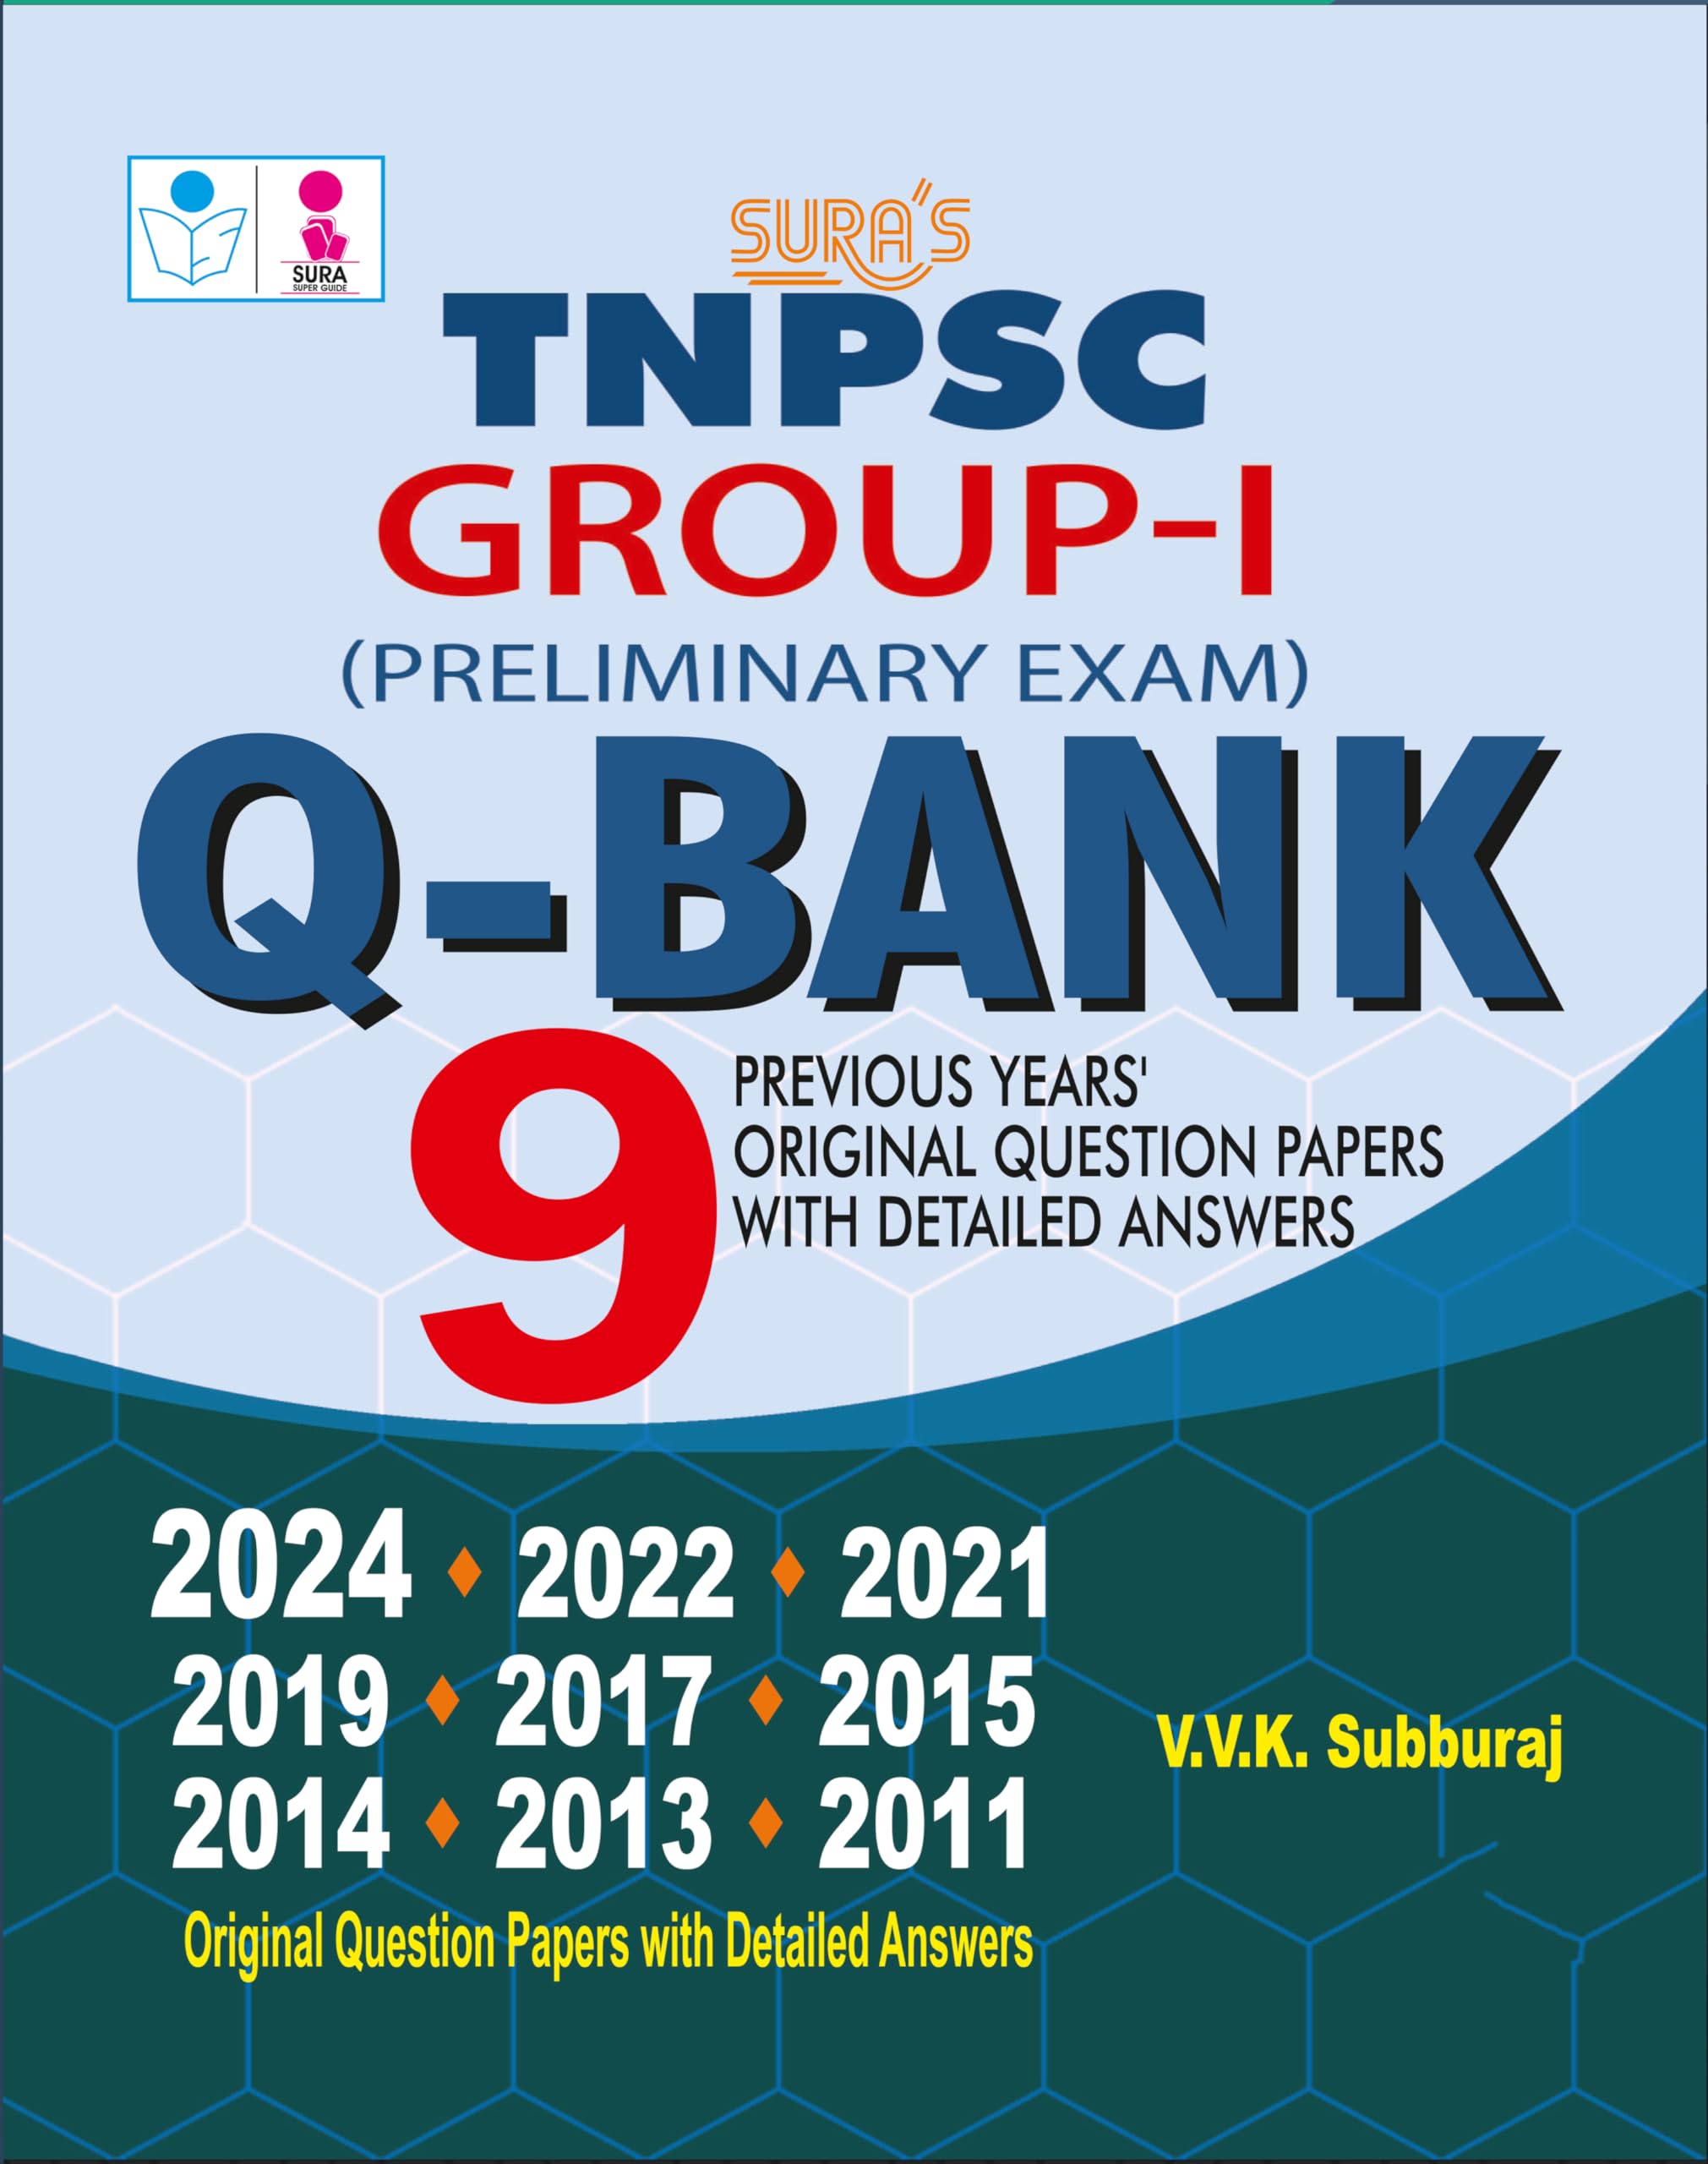 SURA
SUPER GUIDE
SURA'S
TNPSC
GROUP-I
(PRELIMINARY EXAM)
Q-BANK
9
PREVIOUS YEARS'
ORIGINAL QUESTION PAPERS
WITH DETAILED ANSWERS
2024 ♦ 2022 ♦ 2021
2019 ♦ 2017 ♦ 2015
2014 ♦ 2013 ♦ 2011
V.V.K. Subburaj
Original Question Papers with Detailed Answers